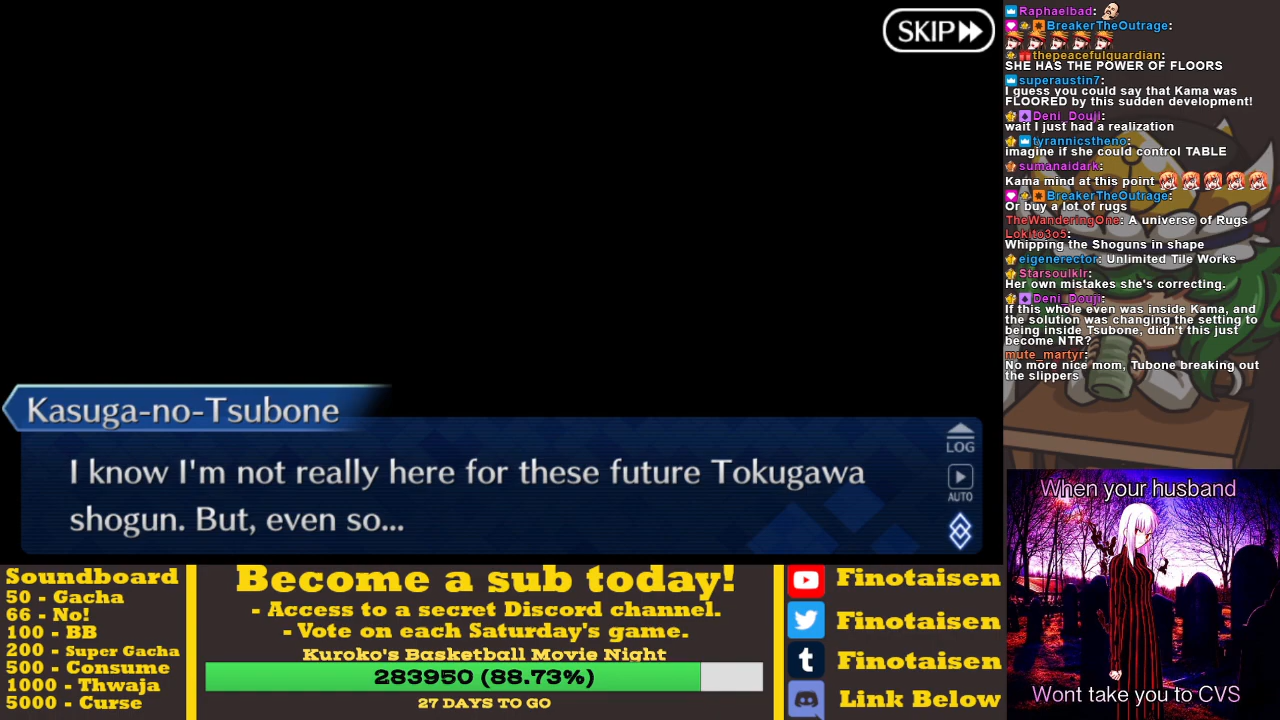 SKIP
Kasuga-no-Tsubone
I know I'm not really here for these future Tokugawa
shogun. But, even so...
LOG
AUTO
Raphaelbad:
BreakerTheOutrage:
thepeacefulguardian:
SHE HAS THE POWER OF FLOORS
superaustin7:
I guess you could say that Kama was
FLOORED by this sudden development!
Deni_Douji:
wait I just had a realization
tyrannicstheno:
imagine if she could control TABLE
sumanaidark:
Kama mind at this point
BreakerTheOutrage:
Or buy a lot of rugs
TheWanderingOne: A universe of Rugs
Lokito3o5:
Whipping the Shoguns in shape
eigenerector: Unlimited Tile Works
Starsoulklr:
Her own mistakes she's correcting.
Deni_Douji:
If this whole even was inside Kama, and
the solution was changing the setting to
being inside Tsubone, didn't this just
become NTR?
mute_martyr:
No more nice mom, Tubone breaking out
the slippers
Soundboard
50 - Gacha
66 - No!
100 - BB
200 - Super Gacha
500 - Consume
1000 - Thwaja
5000 - Curse
Become a sub today!
- Access to a secret Discord channel.
- Vote on each Saturday's game.
Kuroko's Basketball Movie Night
283950 (88.73%)
27 DAYS TO GO
Finotaisen
Finotaisen
Finotaisen
Link Below
When your husband
Wont take you to CVS